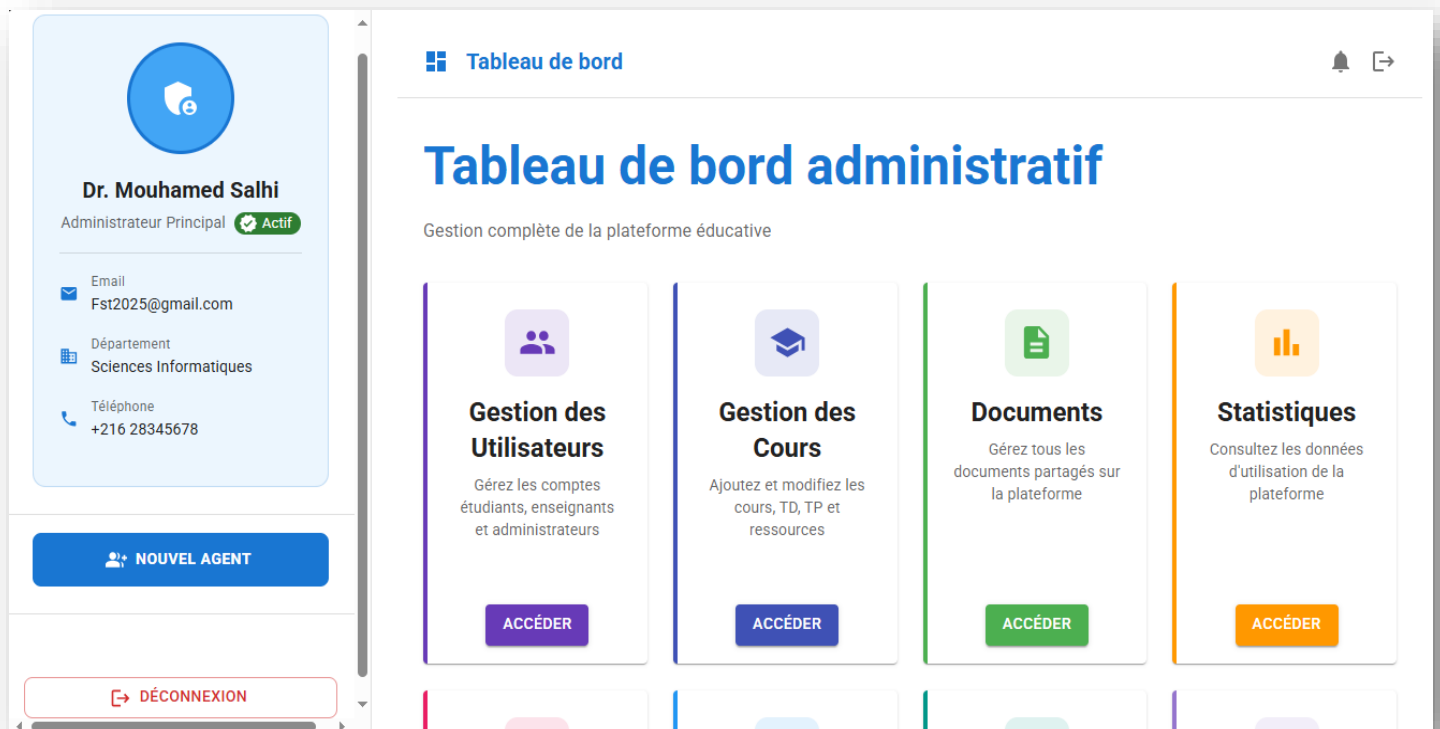 Dr. Mouhamed Salhi
Administrateur Principal Actif
Email
Fst2025@gmail.com
Département
Sciences Informatiques
Téléphone
+216 28345678
NOUVEL AGENT
DÉCONNEXION
Tableau de bord
Tableau de bord administratif
Gestion complète de la plateforme éducative
Gestion des
Utilisateurs
Gérez les comptes
étudiants, enseignants
et administrateurs
ACCÉDER
Gestion des
Cours
Ajoutez et modifiez les
cours, TD, TP et
ressources
ACCÉDER
Documents
Gérez tous les
documents partagés sur
la plateforme
ACCÉDER
Statistiques
Consultez les données
d'utilisation de la
plateforme
ACCÉDER